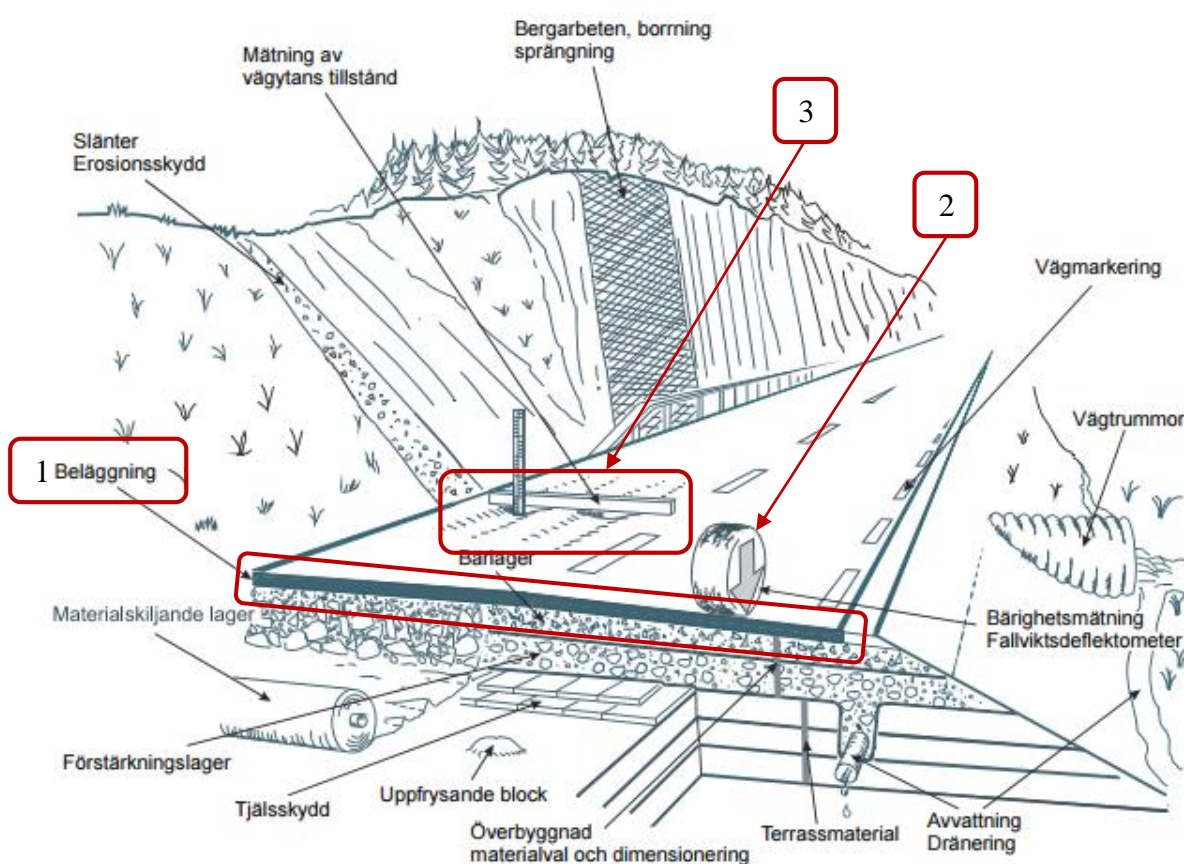 Bergarbeten, borrning
sprängning
Mätning av
vägytans tillstånd
3
Slänter
Erosionsskydd
2
Vägmarkering
Vägtrummor
1 Beläggning
Bärlager
Materialskiljande lager
Bärighetsmätning
Fallviktsdeflektometer
Förstärkningslager
Tjälsskydd
Uppfrysande block
Överbyggnad
materialval och dimensionering
Terrassmaterial
Avvattning
Dränering